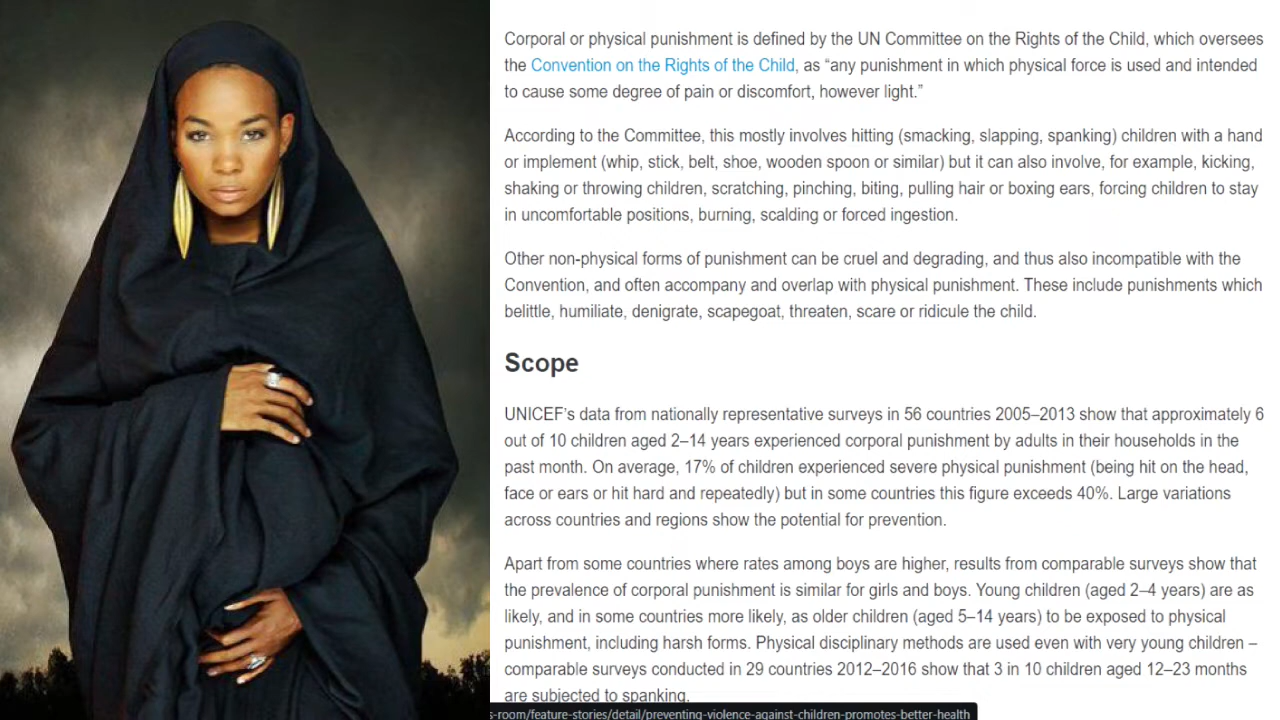 Corporal or physical punishment is defined by the UN Committee on the Rights of the Child, which oversees
the Convention on the Rights of the Child, as “any punishment in which physical force is used and intended
to cause some degree of pain or discomfort, however light.”
According to the Committee, this mostly involves hitting (smacking, slapping, spanking) children with a hand
or implement (whip, stick, belt, shoe, wooden spoon or similar) but it can also involve, for example, kicking,
shaking or throwing children, scratching, pinching, biting, pulling hair or boxing ears, forcing children to stay
in uncomfortable positions, burning, scalding or forced ingestion.
Other non-physical forms of punishment can be cruel and degrading, and thus also incompatible with the
Convention, and often accompany and overlap with physical punishment. These include punishments which
belittle, humiliate, denigrate, scapegoat, threaten, scare or ridicule the child.
Scope
UNICEF’s data from nationally representative surveys in 56 countries 2005–2013 show that approximately 6
out of 10 children aged 2–14 years experienced corporal punishment by adults in their households in the
past month. On average, 17% of children experienced severe physical punishment (being hit on the head,
face or ears or hit hard and repeatedly) but in some countries this figure exceeds 40%. Large variations
across countries and regions show the potential for prevention.
Apart from some countries where rates among boys are higher, results from comparable surveys show that
the prevalence of corporal punishment is similar for girls and boys. Young children (aged 2–4 years) are as
likely, and in some countries more likely, as older children (aged 5–14 years) to be exposed to physical
punishment, including harsh forms. Physical disciplinary methods are used even with very young children –
comparable surveys conducted in 29 countries 2012–2016 show that 3 in 10 children aged 12–23 months
are subjected to spanking.
s-room/feature-stories/detail/preventing-violence-against-children-promotes-better-health